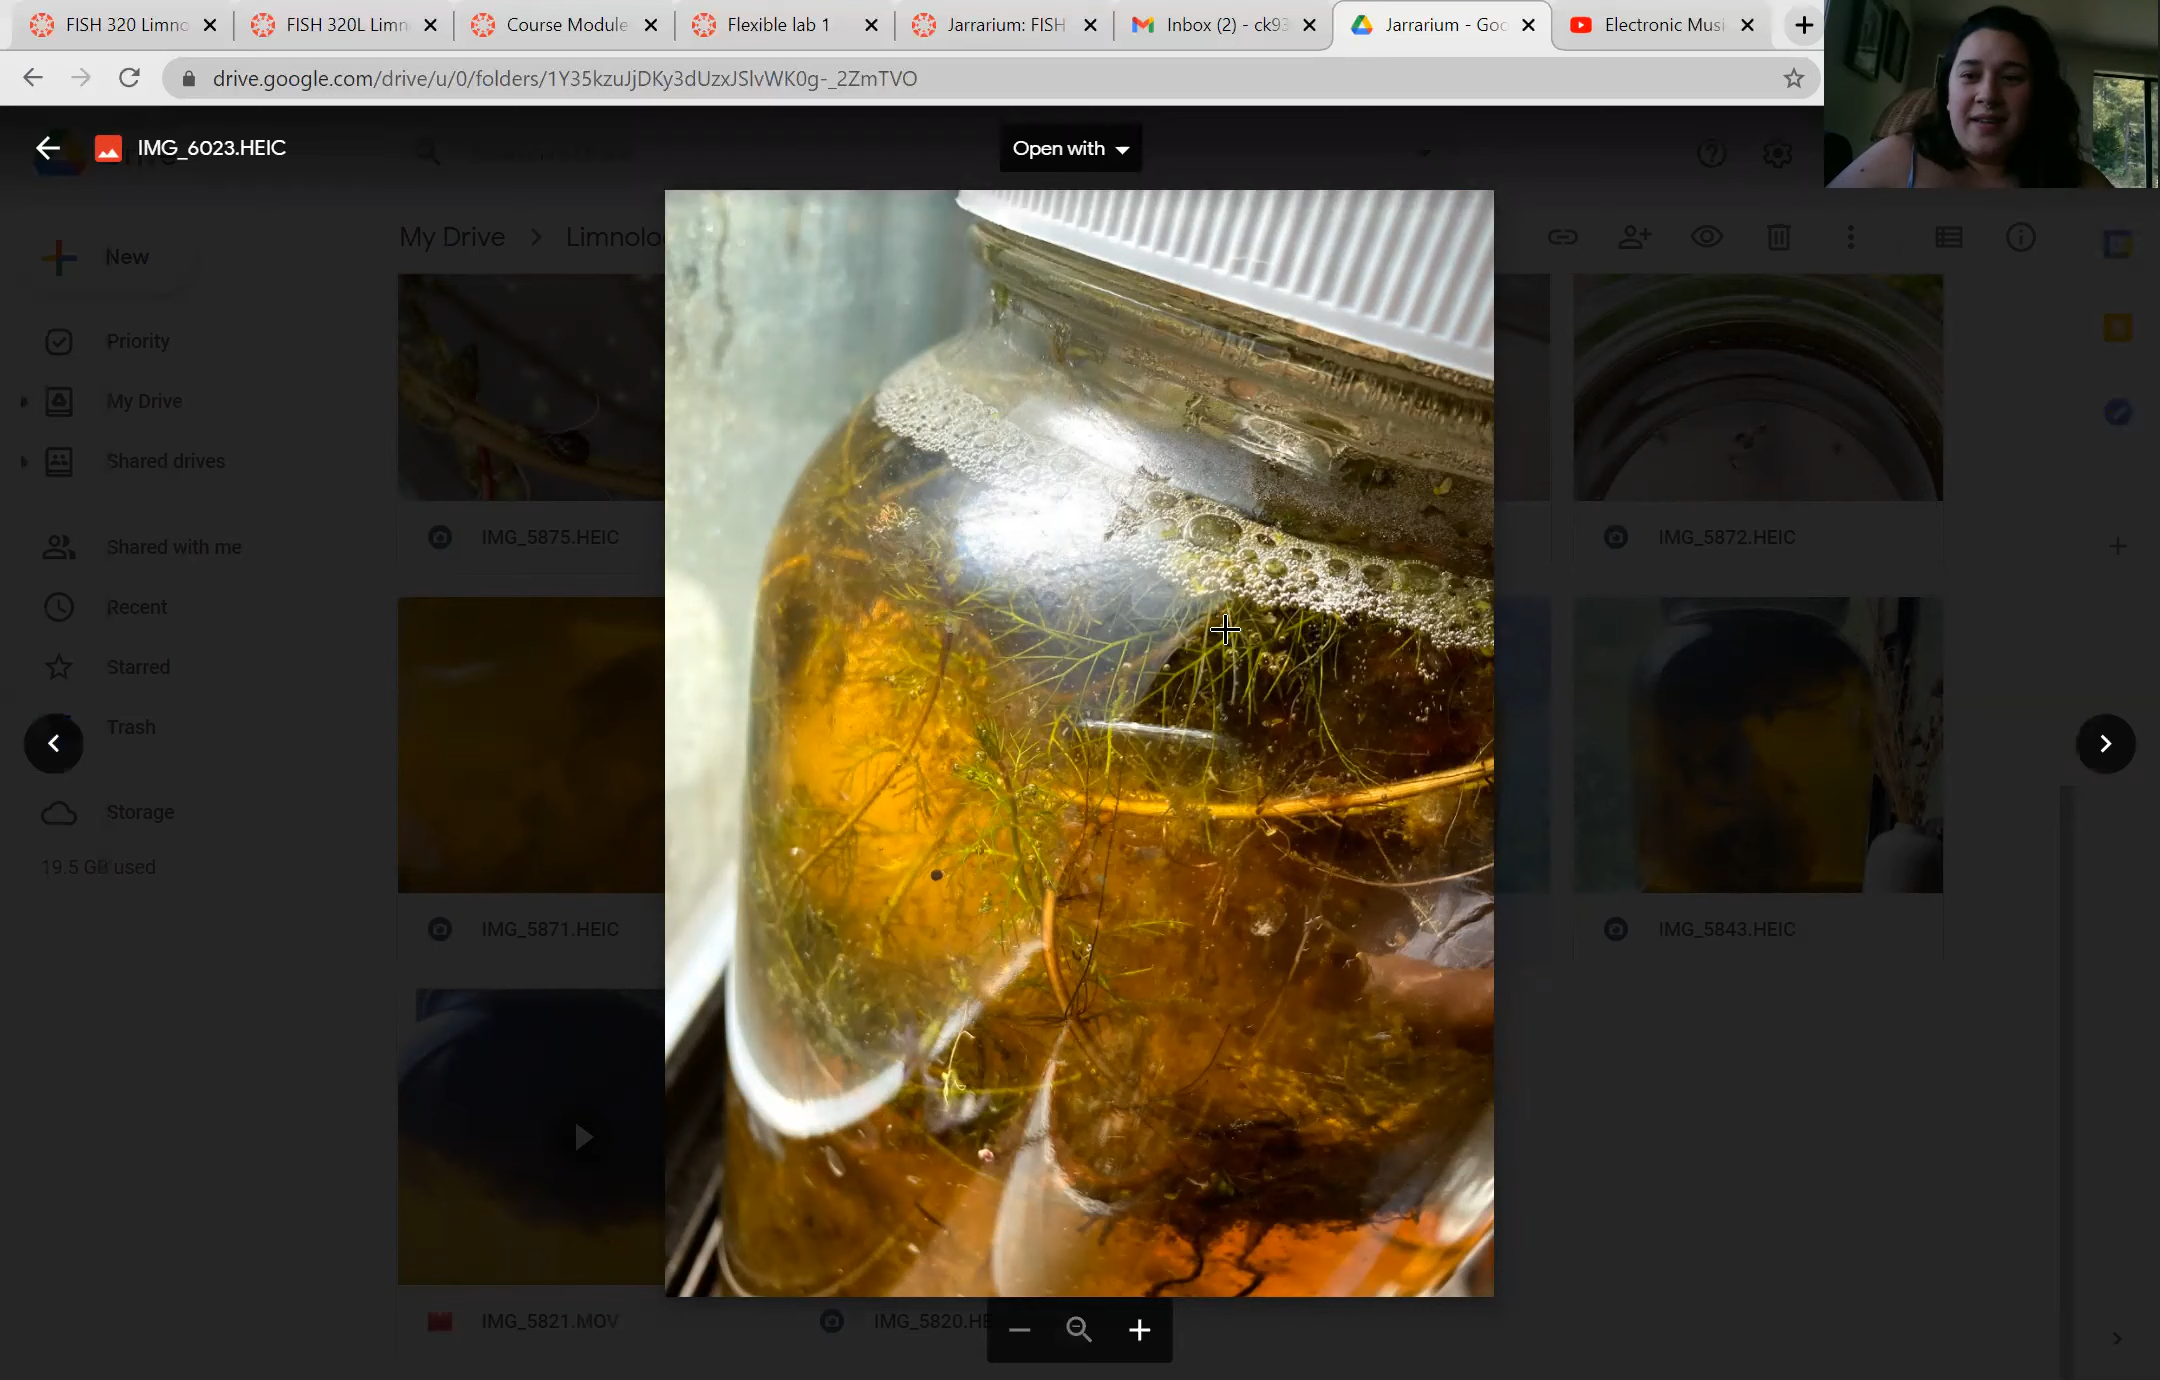 FISH 320 Limno
FISH 320L Limn
Course Module
Flexible lab 1
Jarrarium: FISH
Inbox (2) - ck93
Jarrarium - Goo
Electronic Musi
drive.google.com/drive/u/0/folders/1Y35kzuJjDKy3dUzxJSlvWK0g-_2ZmTVO
IMG_6023.HEIC
Open with
My Drive > Limnolo
New
Priority
My Drive
Shared drives
Shared with me
Recent
Starred
Trash
Storage
19.5 GB used
IMG_5875.HEIC
IMG_5872.HEIC
IMG_5871.HEIC
IMG_5843.HEIC
IMG_5821.MOV
IMG_5820.HE